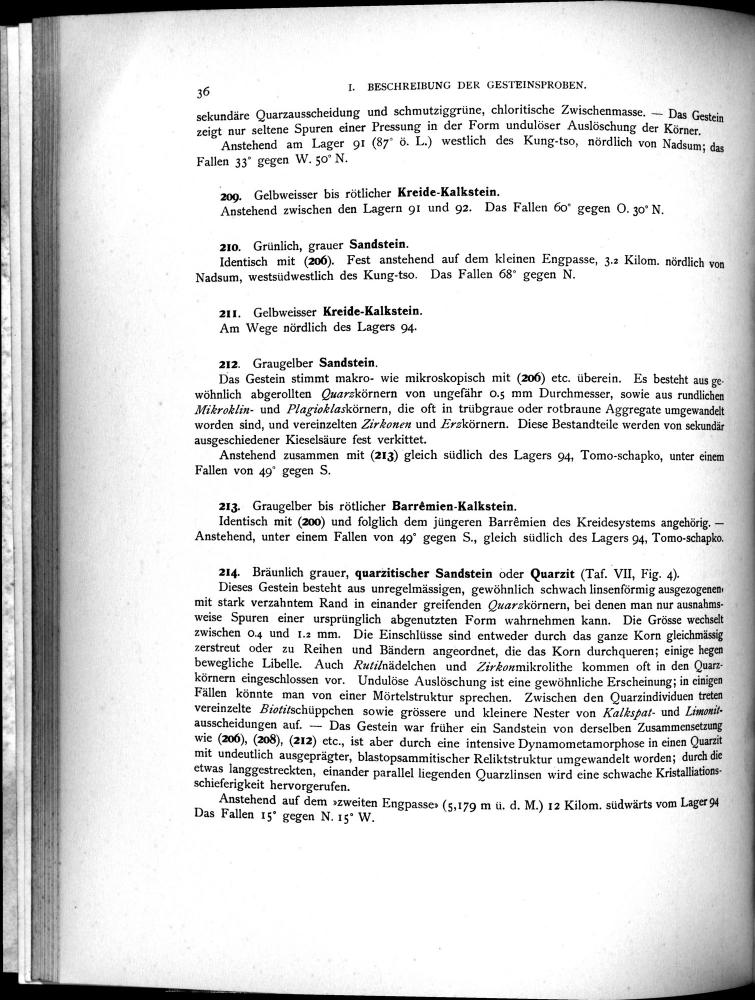 36
I. BESCHREIBUNG DER GESTEINSPROBEN.
sekundäre Quarzausscheidung und schmutziggrüne, chloritische Zwischenmasse. — Das Gestein
zeigt nur seltene Spuren einer Pressung in der Form undulöser Auslöschung der Körner.
Anstehend am Lager 91 (87° ö. L.) westlich des Kung-tso, nördlich von Nadsum; das
Fallen 33° gegen W. 50° N.
209. Gelbweisser bis rötlicher Kreide-Kalkstein.
Anstehend zwischen den Lagern 91 und 92. Das Fallen 60° gegen O. 30° N.
210. Grünlich, grauer Sandstein.
Identisch mit (206). Fest anstehend auf dem kleinen Engpasse, 3.2 Kilom. nördlich von
Nadsum, westsüdwestlich des Kung-tso. Das Fallen 68° gegen N.
211. Gelbweisser Kreide-Kalkstein.
Am Wege nördlich des Lagers 94.
212. Graugelber Sandstein.
Das Gestein stimmt makro- wie mikroskopisch mit (206) etc. überein. Es besteht aus ge-
wöhnlich abgerollten Quarzkörnern von ungefähr 0.5 mm Durchmesser, sowie aus rundlichen
Mikroklin- und Plagioklaskörnern, die oft in trübgraue oder rotbraune Aggregate umgewandelt
worden sind, und vereinzelten Zirkonen und Erzkörnern. Diese Bestandteile werden von sekundär
ausgeschiedener Kieselsäure fest verkittet.
Anstehend zusammen mit (213) gleich südlich des Lagers 94, Tomo-schapko, unter einem
Fallen von 49° gegen S.
213. Graugelber bis rötlicher Barrêmien-Kalkstein.
Identisch mit (200) und folglich dem jüngeren Barrêmien des Kreidesystems angehörig. —
Anstehend, unter einem Fallen von 49° gegen S., gleich südlich des Lagers 94, Tomo-schapko.
214. Bräunlich grauer, quarzitischer Sandstein oder Quarzit (Taf. VII, Fig. 4).
Dieses Gestein besteht aus unregelmässigen, gewöhnlich schwach linsenförmig ausgezogenen,
mit stark verzahntem Rand in einander greifenden Quarzkörnern, bei denen man nur ausnahms-
weise Spuren einer ursprünglich abgenutzten Form wahrnehmen kann. Die Grösse wechselt
zwischen 0.4 und 1.2 mm. Die Einschlüsse sind entweder durch das ganze Korn gleichmässig
zerstreut oder zu Reihen und Bändern angeordnet, die das Korn durchqueren; einige hegen
bewegliche Libelle. Auch Rutilnädelchen und Zirkonmikrolithe kommen oft in den Quarz-
körnern eingeschlossen vor. Undulöse Auslöschung ist eine gewöhnliche Erscheinung; in einigen
Fällen könnte man von einer Mörtelstruktur sprechen. Zwischen den Quarzindividuen treten
vereinzelte Biotitschüppchen sowie grössere und kleinere Nester von Kalkspat- und Limonit-
ausscheidungen auf. — Das Gestein war früher ein Sandstein von derselben Zusammensetzung
wie (206), (208), (212) etc., ist aber durch eine intensive Dynamometamorphose in einen Quarzit
mit undeutlich ausgeprägter, blastopsammitischer Reliktstruktur umgewandelt worden; durch die
etwas langgestreckten, einander parallel liegenden Quarzlinsen wird eine schwache Kristalliations-
schieferigkeit hervorgerufen.
Anstehend auf dem »zweiten Engpasse» (5,179 m ü. d. M.) 12 Kilom. südwärts vom Lager 94
Das Fallen 15° gegen N. 15° W.